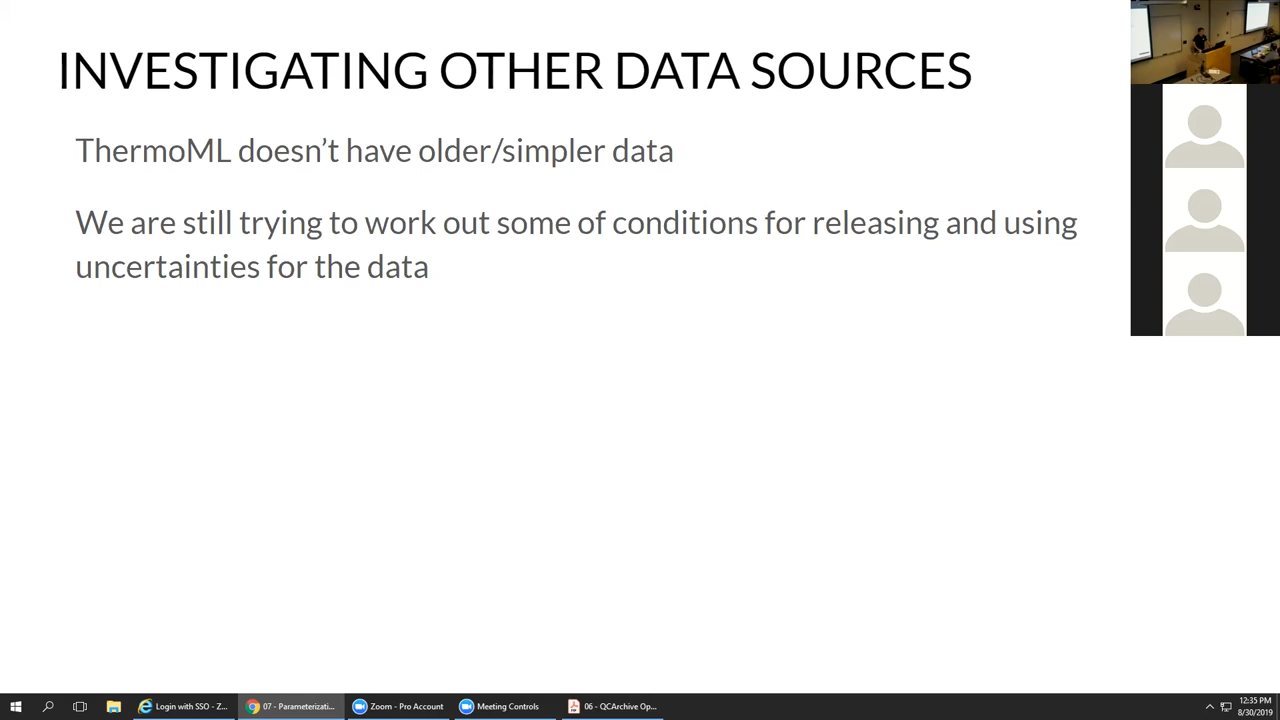 INVESTIGATING OTHER DATA SOURCES
ThermoML doesn't have older/simpler data
We are still trying to work out some of conditions for releasing and using
uncertainties for the data
Login with SSO - Z...
07 - Parameterizati...
Zoom - Pro Account
Meeting Controls
06 - QCArchive Op...
12:35 PM
8/30/2019